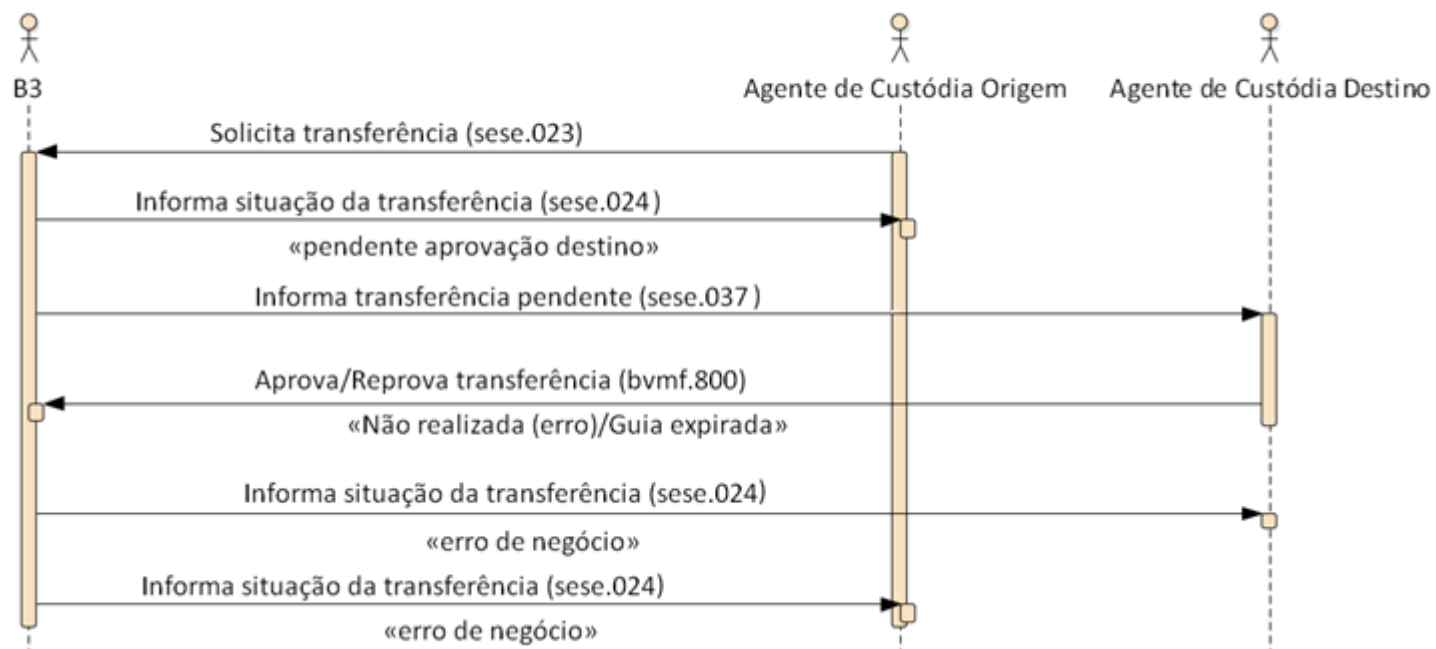 B3
Agente de Custódia Origem
Agente de Custódia Destino
Solicita transferência (sese.023)
Informa situação da transferência (sese.024)
«pendente aprovação destino»
Informa transferência pendente (sese.037)
Aprova/Reprova transferência (bvmf.800)
«Não realizada (erro)/Guia expirada»
Informa situação da transferência (sese.024)
«erro de negócio»
Informa situação da transferência (sese.024)
«erro de negócio»